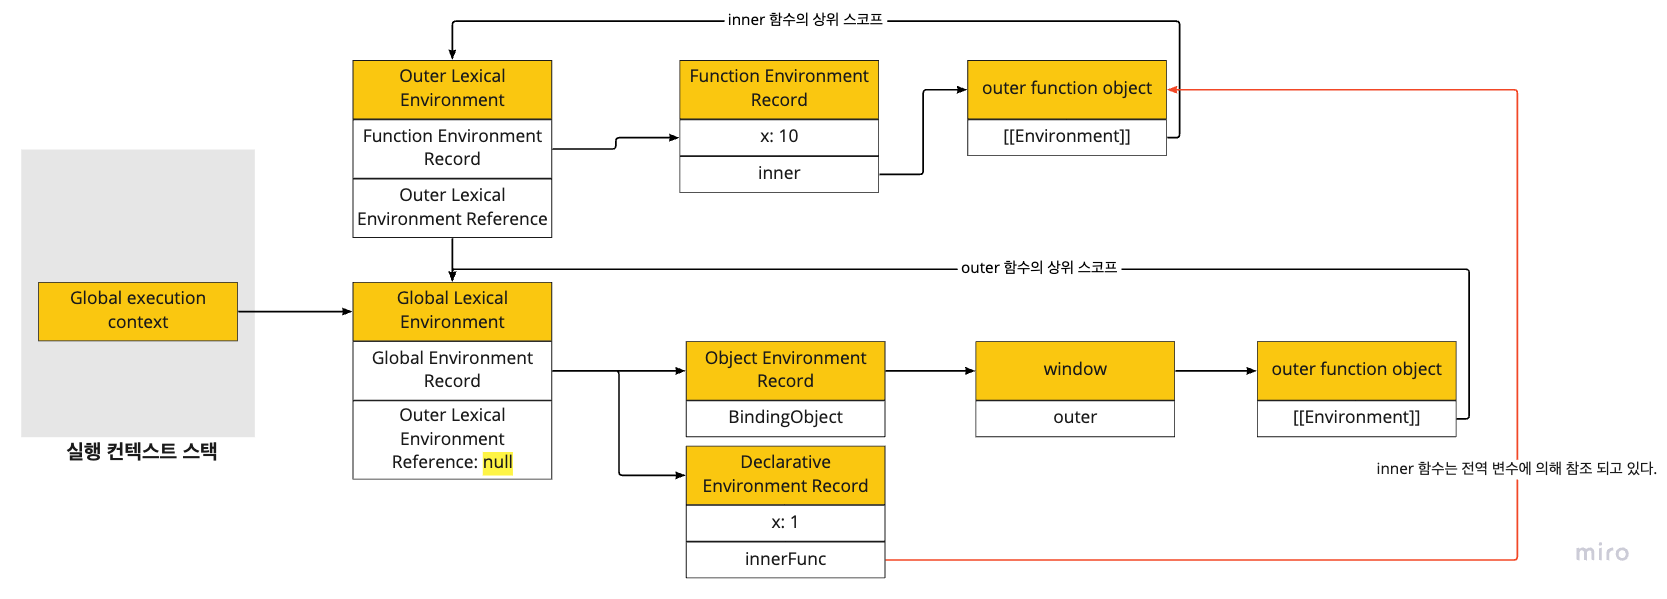 inner 함수의 상위 스코프
Outer Lexical
Environment
Function Environment
Record
Outer Lexical
Environment Reference
Function Environment
Record
x: 10
inner
outer function object
[[Environment]]
outer 함수의 상위 스코프
Global execution
context
실행 컨텍스트 스택
Global Lexical
Environment
Global Environment
Record
Outer Lexical
Environment
Reference: null
Object Environment
Record
BindingObject
window
outer
outer function object
[[Environment]]
Declarative
Environment Record
x: 1
innerFunc
inner 함수는 전역 변수에 의해 참조 되고 있다.
miro